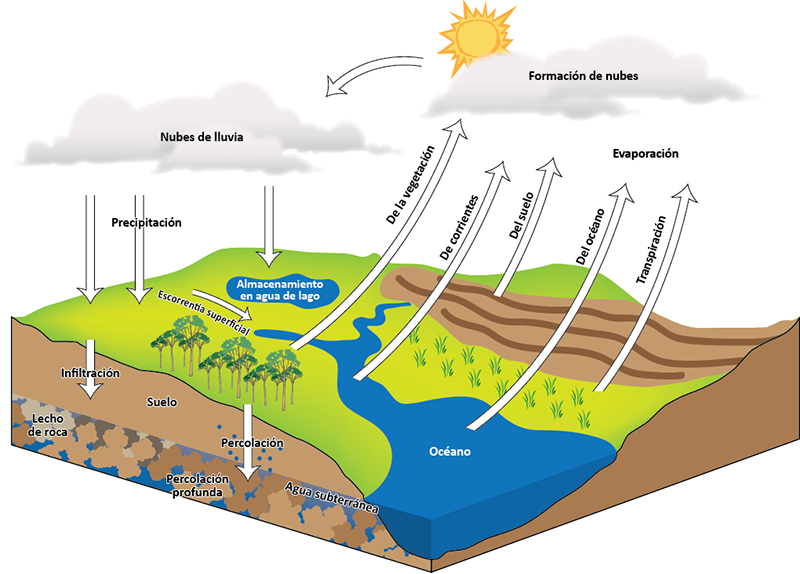 Formación de nubes
Nubes de lluvia
Evaporación
Precipitación
De la vegetación
De corrientes
Del suelo
Del océano
Transpiración
Almacenamiento
en agua de lago
Escorrentía superficial
Infiltración
Suelo
Lecho
de roca
Percolación
Océano
Percolación
profunda
Agua subterránea